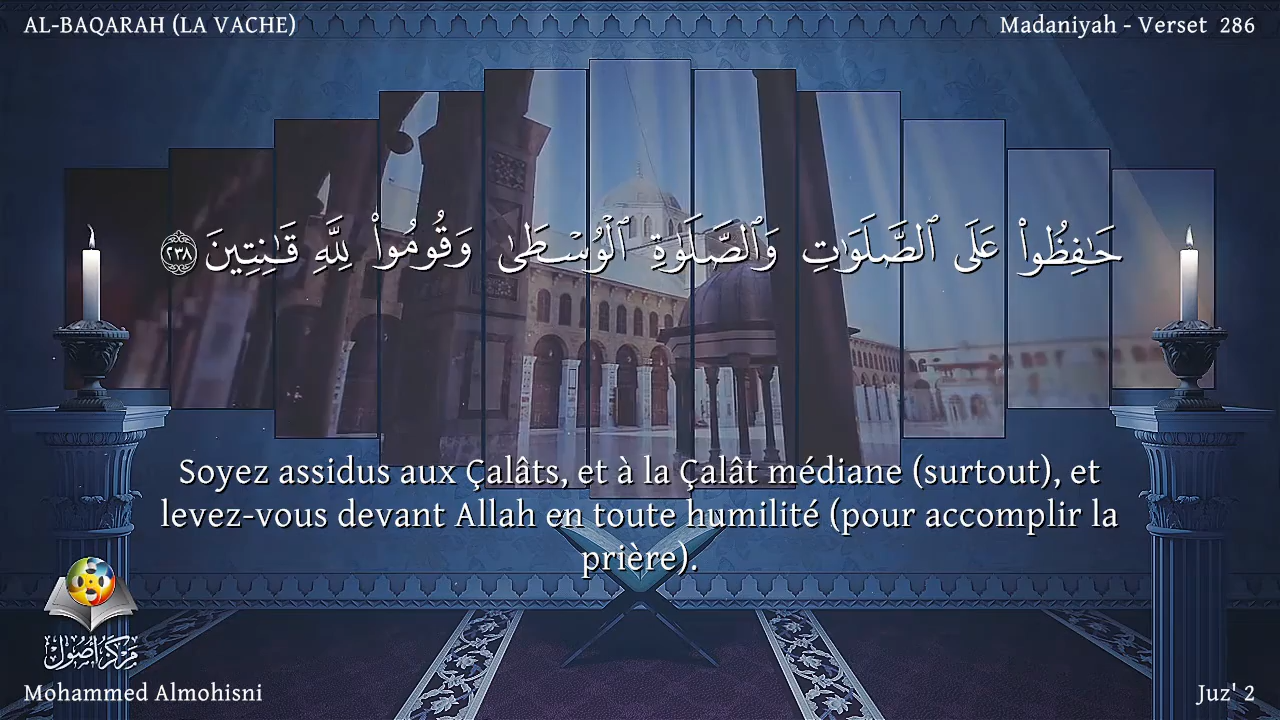 AL-BAQARAH (LA VACHE)
Madaniyah - Verset 286
حَـٰفِظُوا۟ عَلَى ٱلصَّلَوَٰتِ وَٱلصَّلَوٰةِ ٱلْوُسْطَىٰ وَقُومُوا۟ لِلَّهِ قَـٰنِتِينَ ٢٣٨
Soyez assidus aux Çalâts, et à la Çalât médiane (surtout), et
levez-vous devant Allah en toute humilité (pour accomplir la
prière).
مركز أصول
Mohammed Almohisni
Juz' 2